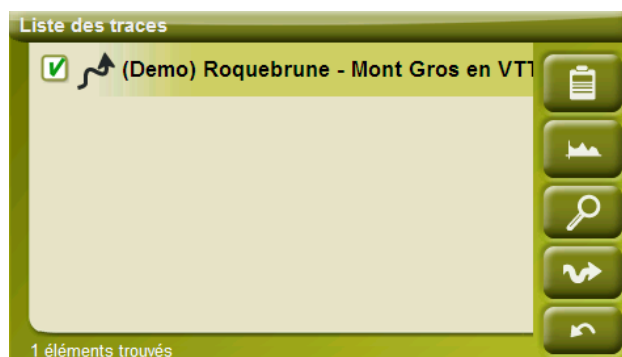 Liste des traces
(Demo) Roquebrune - Mont Gros en VTT
1 éléments trouvés